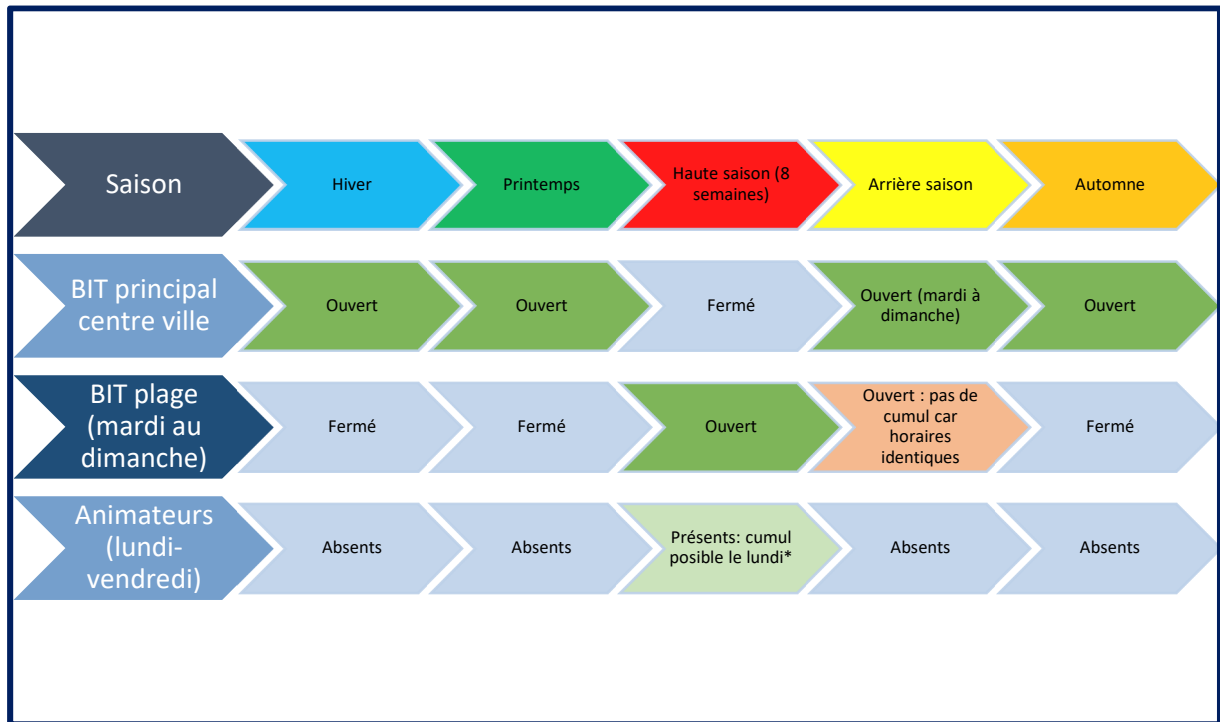 Saison
Hiver
Printemps
Haute saison (8
semaines)
Arrière saison
Automne
BIT principal
centre ville
Ouvert
Ouvert
Fermé
Ouvert (mardi à
dimanche)
Ouvert
BIT plage
(mardi au
dimanche)
Fermé
Fermé
Ouvert
Ouvert : pas de
cumul car
horaires
identiques
Fermé
Animateurs
(lundi-
vendredi)
Absents
Absents
Présents: cumul
posible le lundi*
Absents
Absents